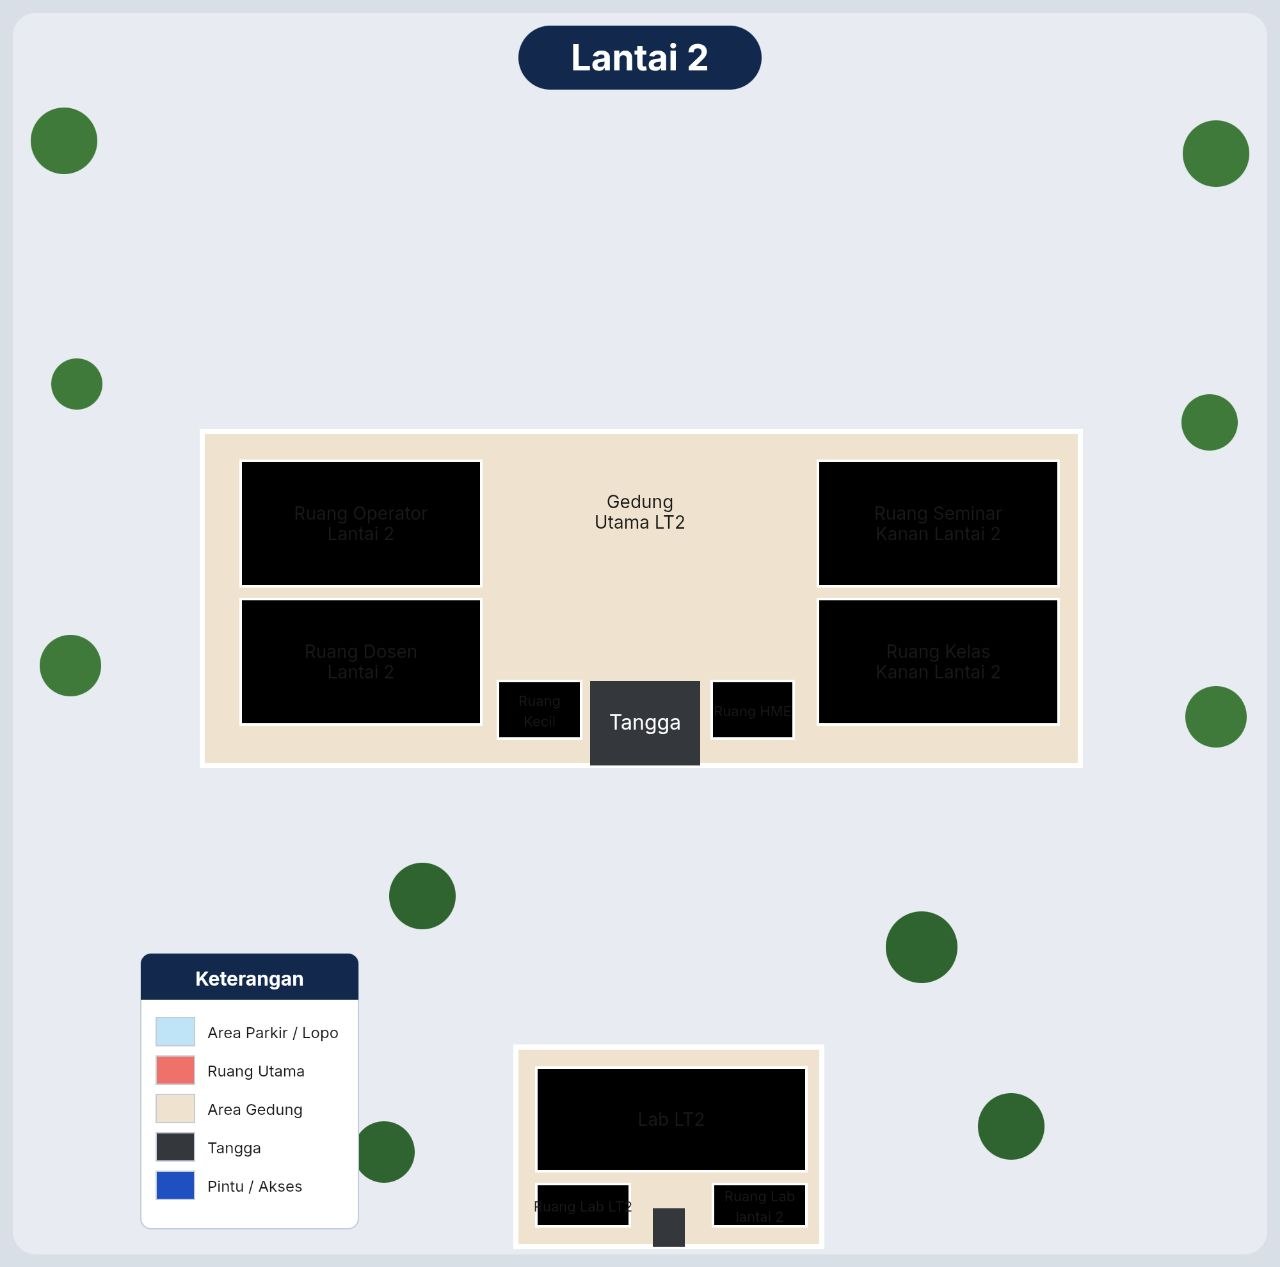 Lantai 2
Ruang Operator
Lantai 2
Gedung
Utama LT2
Ruang Seminar
Kanan Lantai 2
Ruang Dosen
Lantai 2
Ruang Kelas
Kanan Lantai 2
Ruang
Kecil
Tangga
Ruang HME
Keterangan
Area Parkir / Lopo
Ruang Utama
Area Gedung
Tangga
Pintu / Akses
Lab LT2
Ruang Lab LT2
Ruang Lab
lantai 2